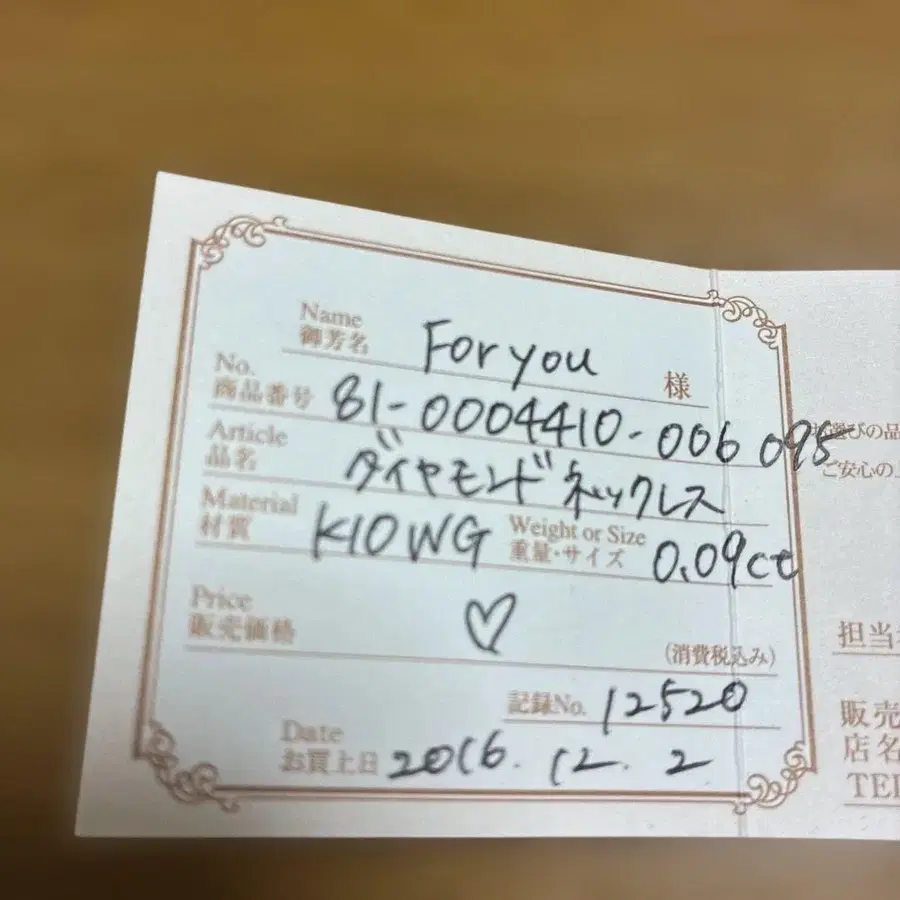 Name
御芳名 For you 様
No.
商品番号 81-0004410-006 095
Article
品名 ダイヤモンドネックレス
Material
材質 K10WG Weight or Size
重量・サイズ 0.09ct
Price
販売価格 ♡
(消費税込み)
記録No. 12520
Date
お買上日 2016. 12. 2
びの品
ご安心の上
担当
販売
店名
TEL